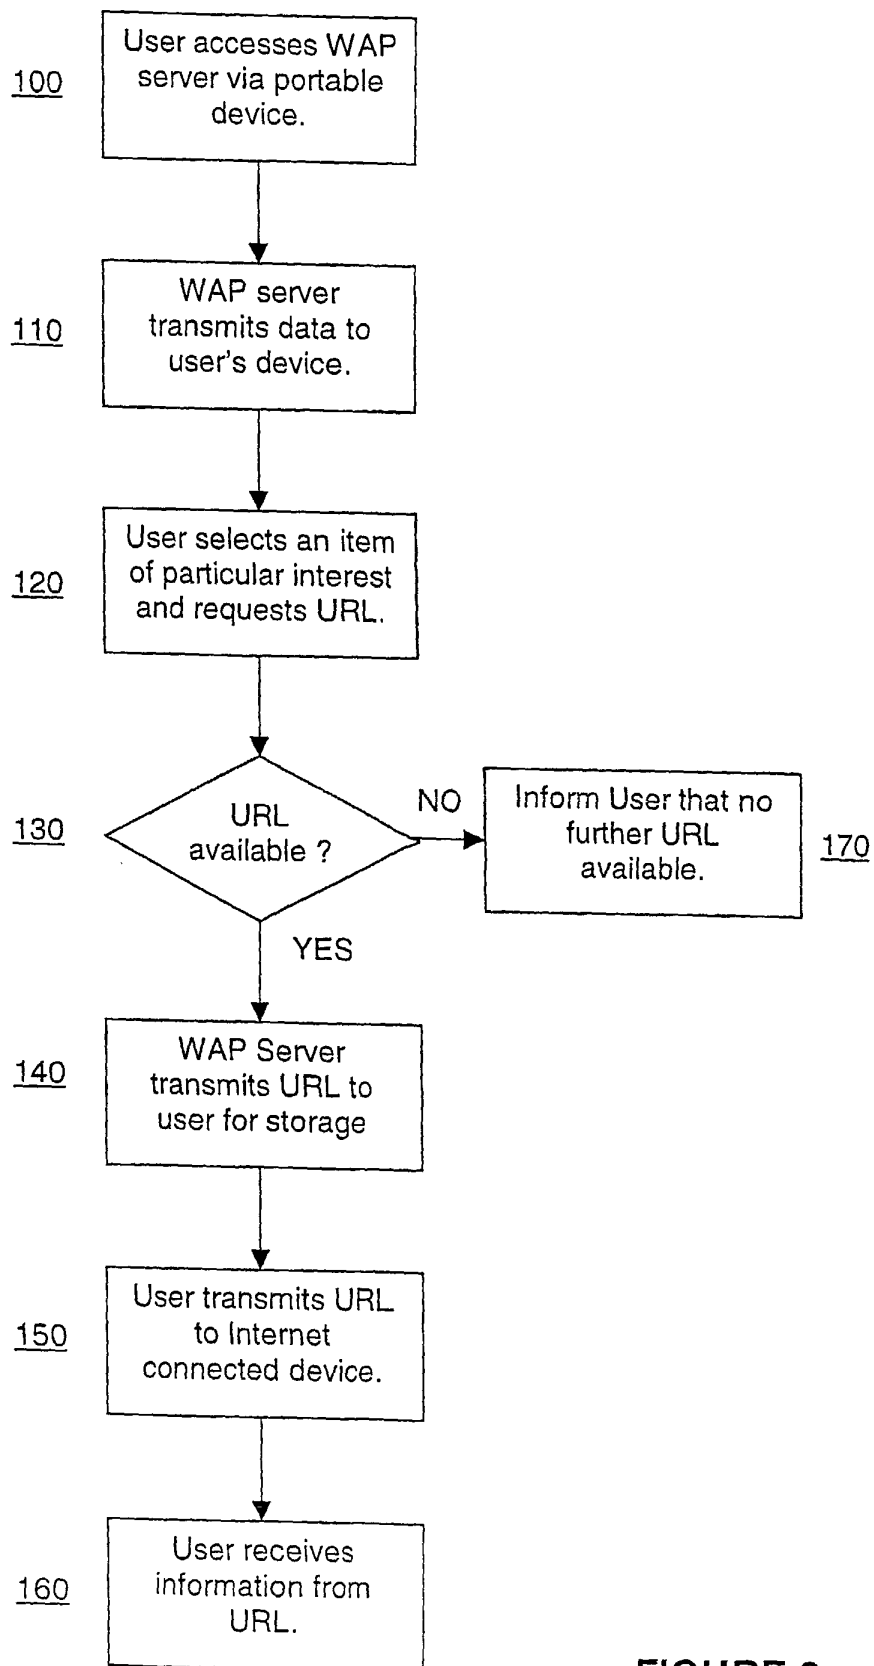 User accesses WAP
server via portable
device.
100
WAP server
transmits data to
user's device.
110
User selects an item
of particular interest
and requests URL.
120
URL
available ?
130
NO
Inform User that no
further URL
available.
170
YES
WAP Server
transmits URL to
user for storage
140
User transmits URL
to Internet
connected device.
150
User receives
information from
URL.
160
FIGURE